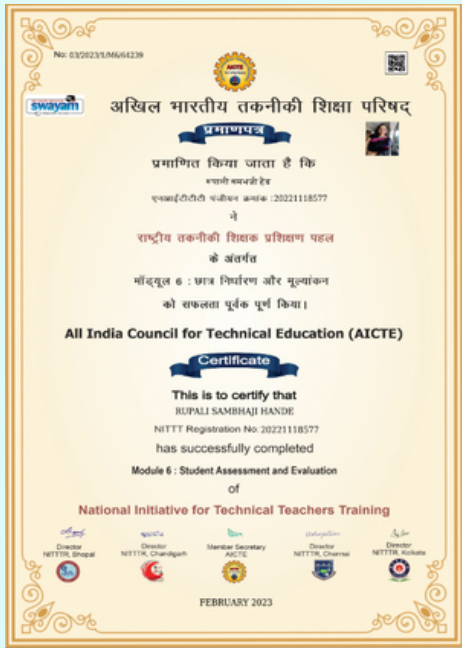 No: 03/2023/I/M6/64239
AICTE
swayam
अखिल भारतीय तकनीकी शिक्षा परिषद्
प्रमाणपत्र
प्रमाणित किया जाता है कि
एनआईटीटीटी पंजीयन क्रमांक :20221118577
ने
राष्ट्रीय तकनीकी शिक्षक प्रशिक्षण पहल
के अंतर्गत
मॉड्यूल 6 : छात्र निर्धारण और मूल्यांकन
को सफलता पूर्वक पूर्ण किया।
All India Council for Technical Education (AICTE)
Certificate
This is to certify that
RUPALI SAMBHAJI HANDE
NITTT Registration No: 20221118577
has successfully completed
Module 6 : Student Assessment and Evaluation
of
National Initiative for Technical Teachers Training
Director Director Member Secretary Director Director
NITTTR, Bhopal NITTTR, Chandigarh AICTE NITTTR, Chennai NITTTR, Kolkata
FEBRUARY 2023